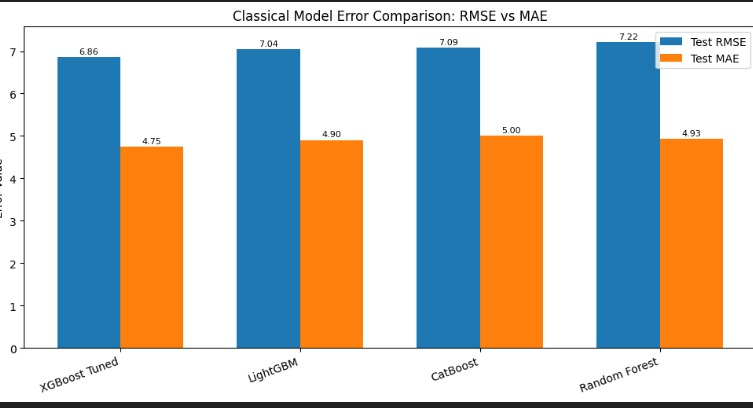 Classical Model Error Comparison: RMSE vs MAE
Test RMSE
Test MAE
7
6
5
4
3
2
1
0
6.86
4.75
7.04
4.90
7.09
5.00
7.22
4.93
XGBoost Tuned
LightGBM
CatBoost
Random Forest